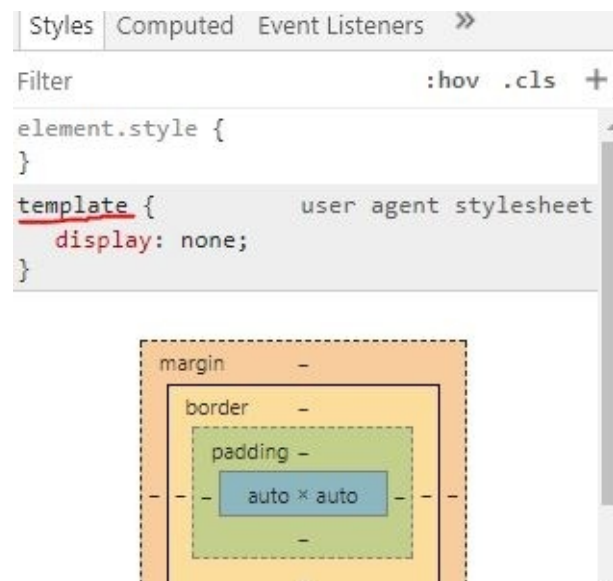 Styles Computed Event Listeners »
Filter :hov .cls +
element.style {
}
template { user agent stylesheet
display: none;
}
margin –
border –
padding –
– – – auto × auto – – –
–